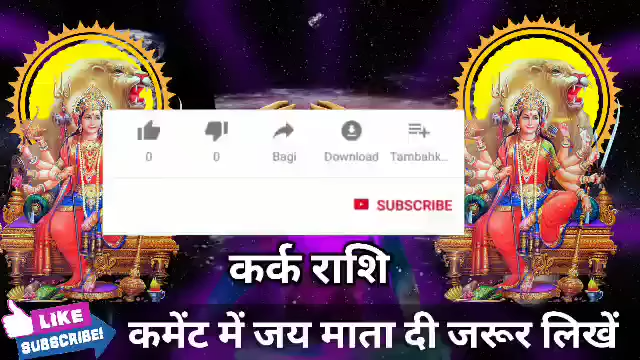 0
0
Bagi
Download
Tambahk...
SUBSCRIBE
कर्क राशि
LIKE
SUBSCRIBE!
कमेंट में जय माता दी जरूर लिखें